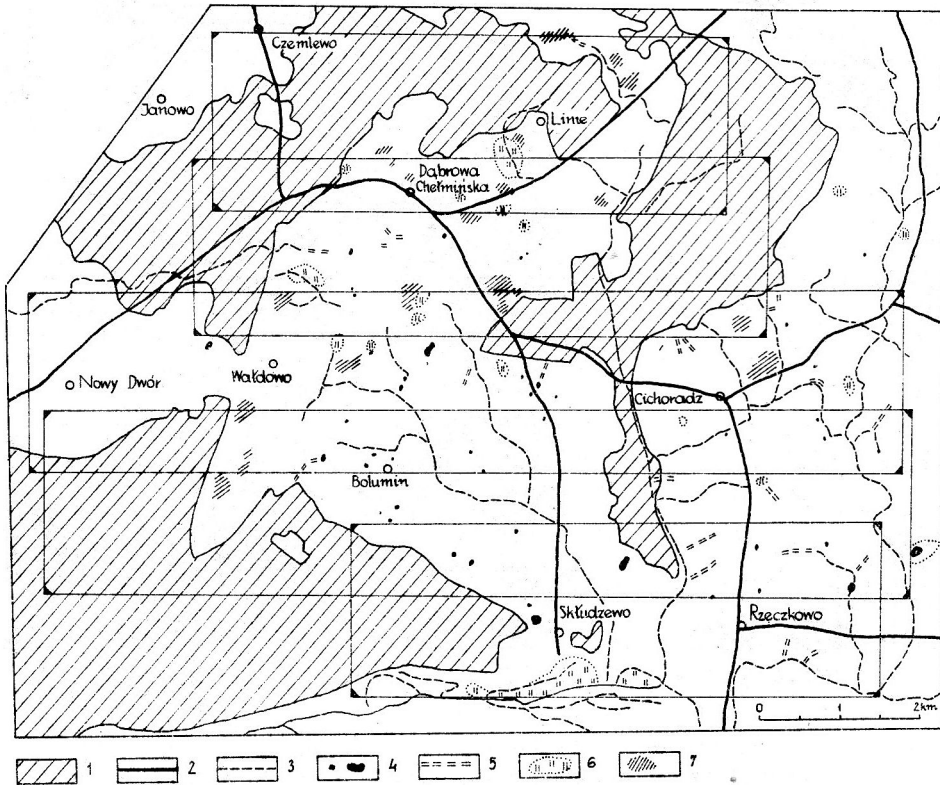 Czemlewo
Janowo
Linie
Dąbrowa
Chełmińska
Nowy Dwór
Wałdowo
Cichoradz
Bolumin
Skłudzewo
Rzęczkowo
0 1 2km
1 2 3 4 5 6 7